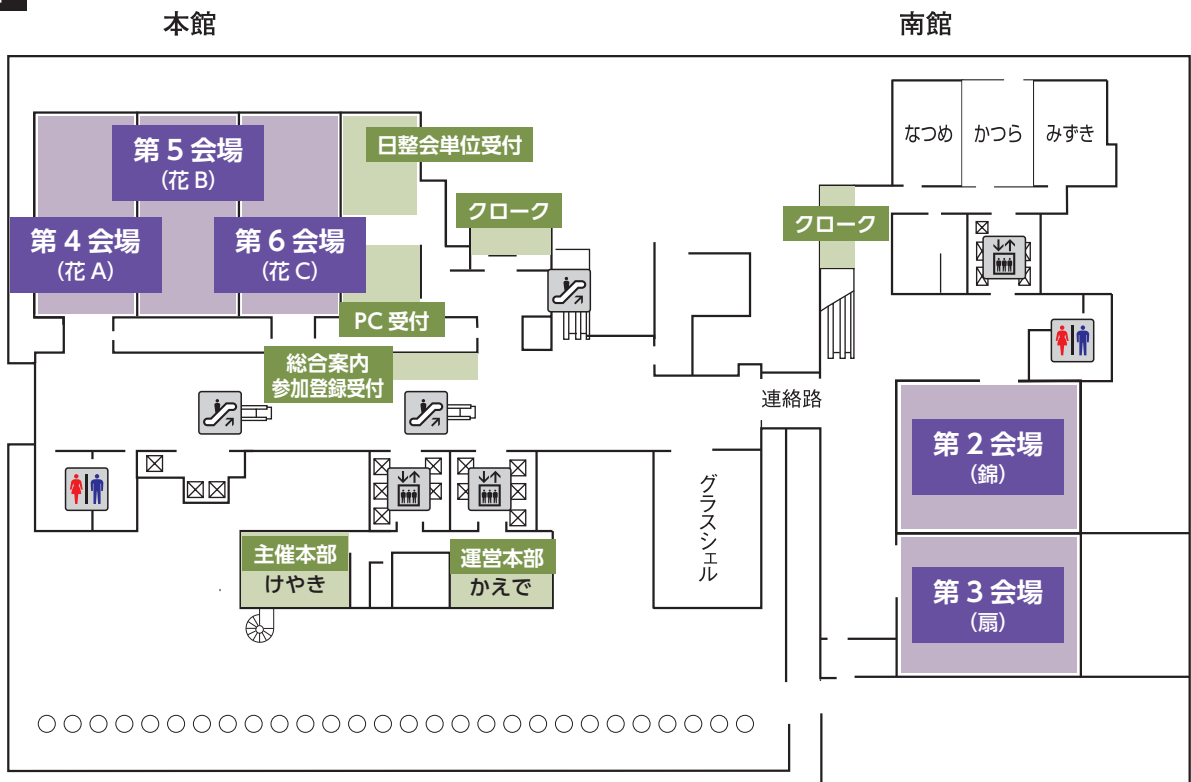 本館
南館
日整会単位受付
第 5 会場
(花 B)
なつめ
かつら
みずき
クローク
クローク
第 4 会場
(花 A)
第 6 会場
(花 C)
PC 受付
総合案内
参加登録受付
連絡路
第 2 会場
(錦)
グラスシェル
主催本部
けやき
運営本部
かえで
第 3 会場
(扇)